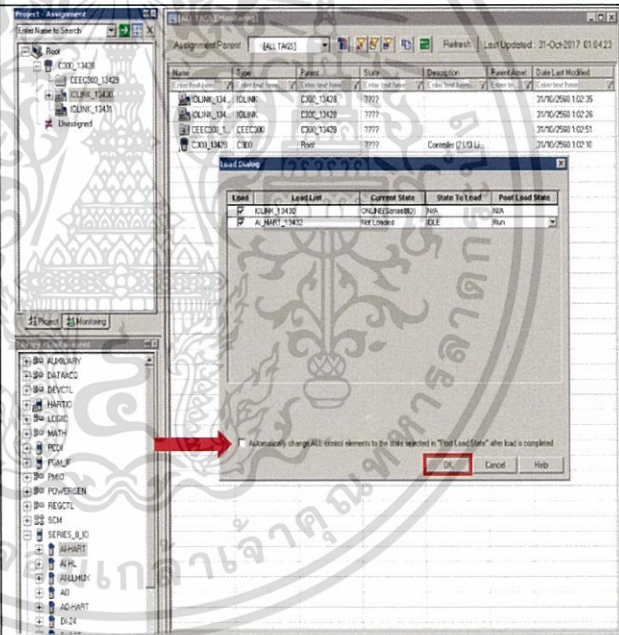 Project - Assignment
Enter Name to Search
Root
C300_13428
CEEC300_13429
IOLINK_13430
IOLINK_13431
Unassigned
Project
Monitoring
[ALL TAGS][Monitoring]
Assignment Parent
[ALL TAGS]
Refresh
Last Updated : 31-Oct-2017 01:04:23
Name Type Parent State Description Parent Asset Date Last Modified
IOLINK_134... IOLINK C300_13428 ???? 31/10/2560 1:02:35
IOLINK_134... IOLINK C300_13428 ???? 31/10/2560 1:02:26
CEEC300_1... CEEC300 C300_13428 ???? 31/10/2560 1:02:51
C300_13428 C300 Root ???? Controller (2 I/O Li... 31/10/2560 1:02:10
Load Dialog
Load Load List Current State State To Load Post Load State
IOLINK_13430 N/A N/A
AI_HART_13432 Not Loaded IDLE Run
Automatically change ALL control elements to the state selected in "Post Load State" after load is completed
OK Cancel Help
AUXILIARY
DATAACQ
DEVCTL
HARTIO
LOGIC
MATH
PCDI
PGM_IF
PMIO
POWERGEN
REGCTL
SCM
SERIES_8_IO
AI-HART
AI-HL
AI-LLMUX
AO
AO-HART
DI-24